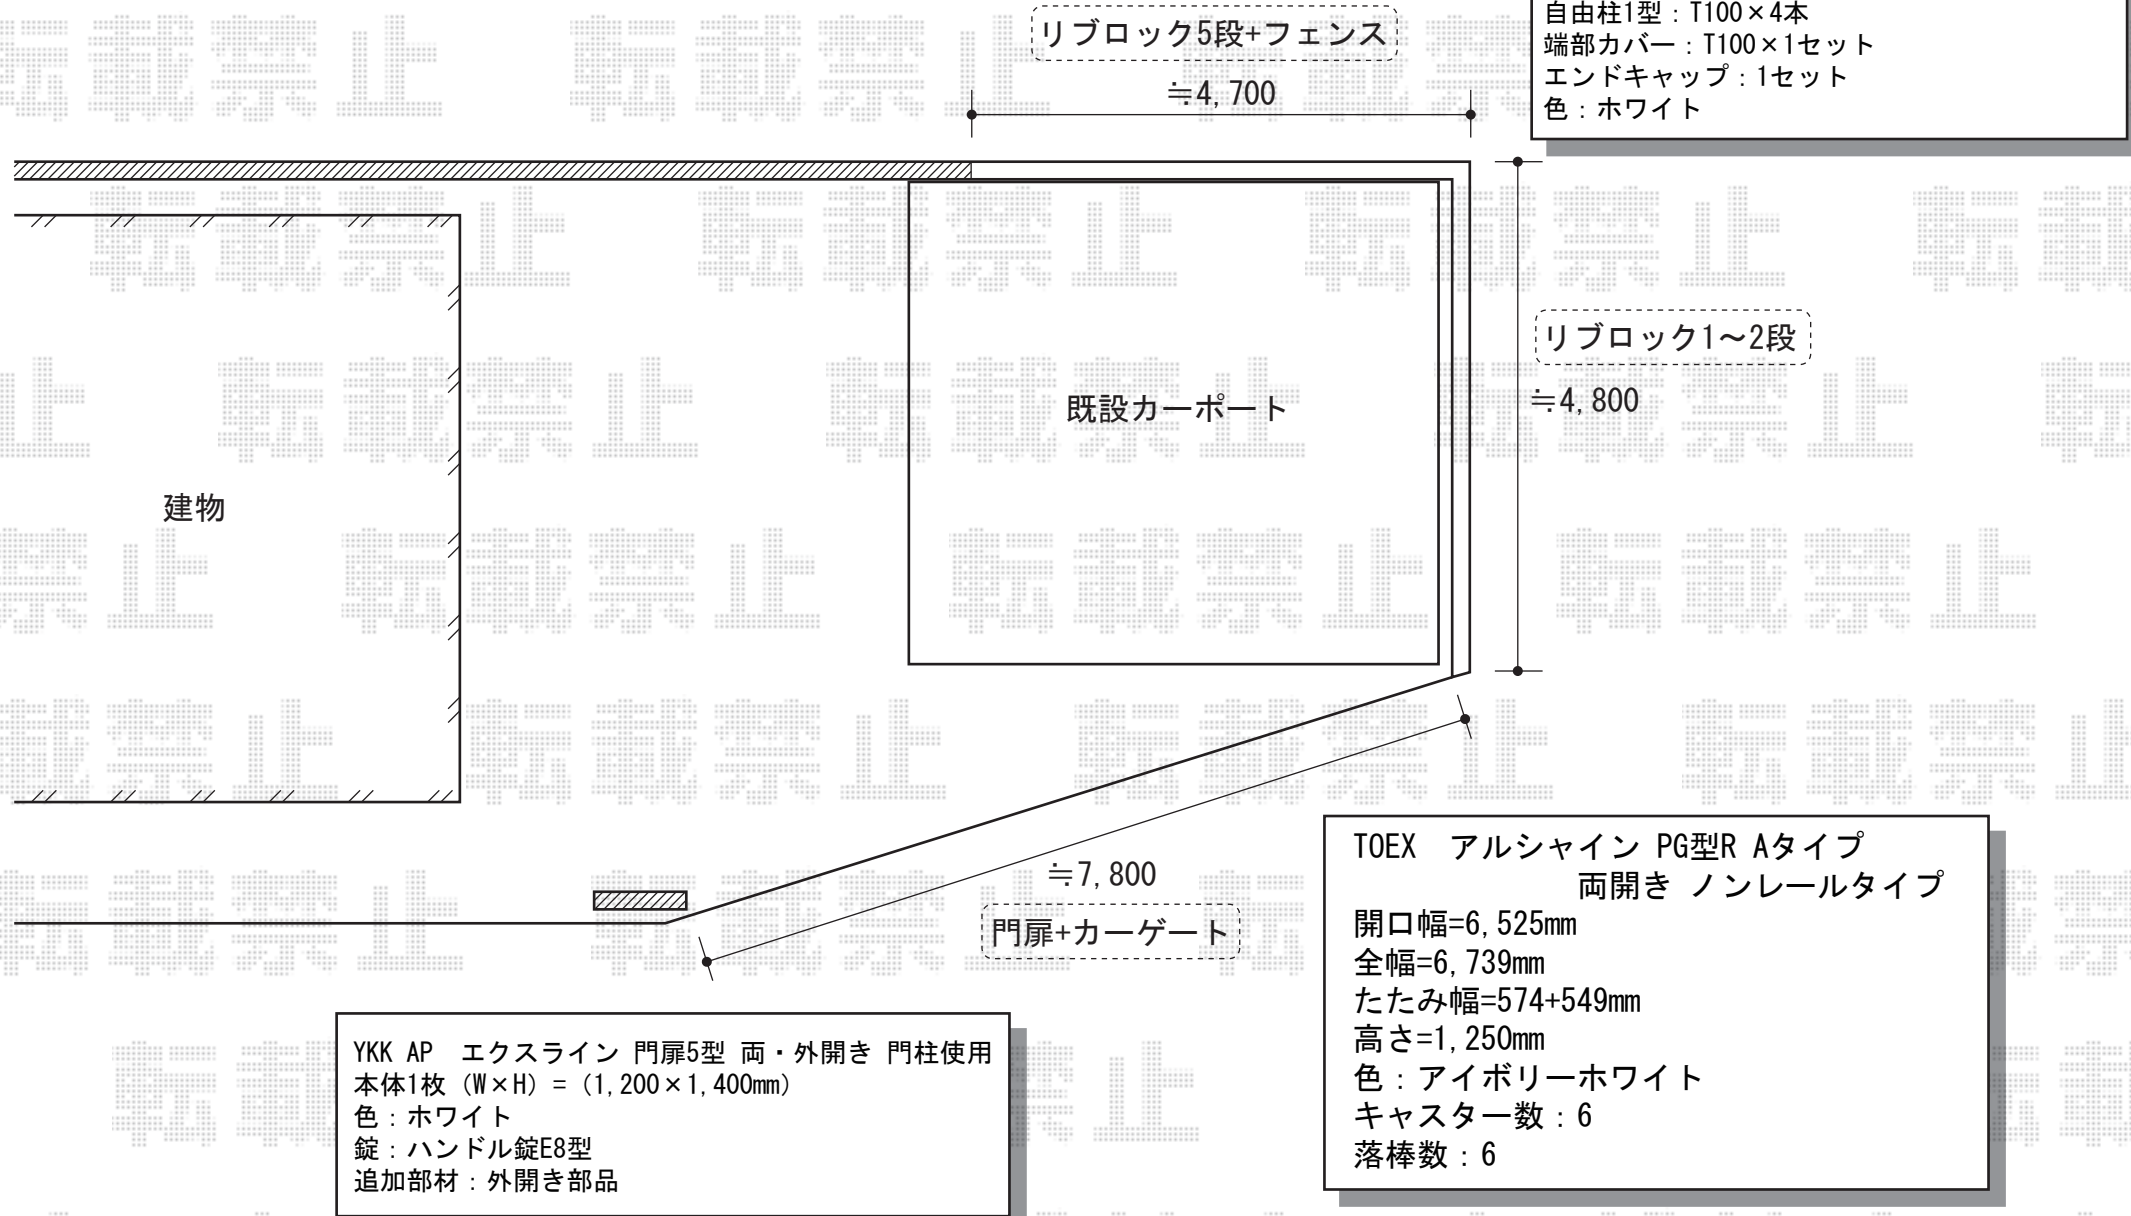 自由柱1型：T100×4本
端部カバー：T100×1セット
エンドキャップ：1セット
色：ホワイト
リブロック5段+フェンス
≒4,700
リブロック1～2段
≒4,800
既設カーポート
建物
≒7,800
門扉+カーゲート
TOEX　アルシャイン PG型R Aタイプ
両開き ノンレールタイプ
開口幅=6,525mm
全幅=6,739mm
たたみ幅=574+549mm
高さ=1,250mm
色：アイボリーホワイト
キャスター数：6
落棒数：6
YKK AP　エクスライン 門扉5型 両・外開き 門柱使用
本体1枚（W×H）=（1,200×1,400mm）
色：ホワイト
錠：ハンドル錠E8型
追加部材：外開き部品
転載禁止